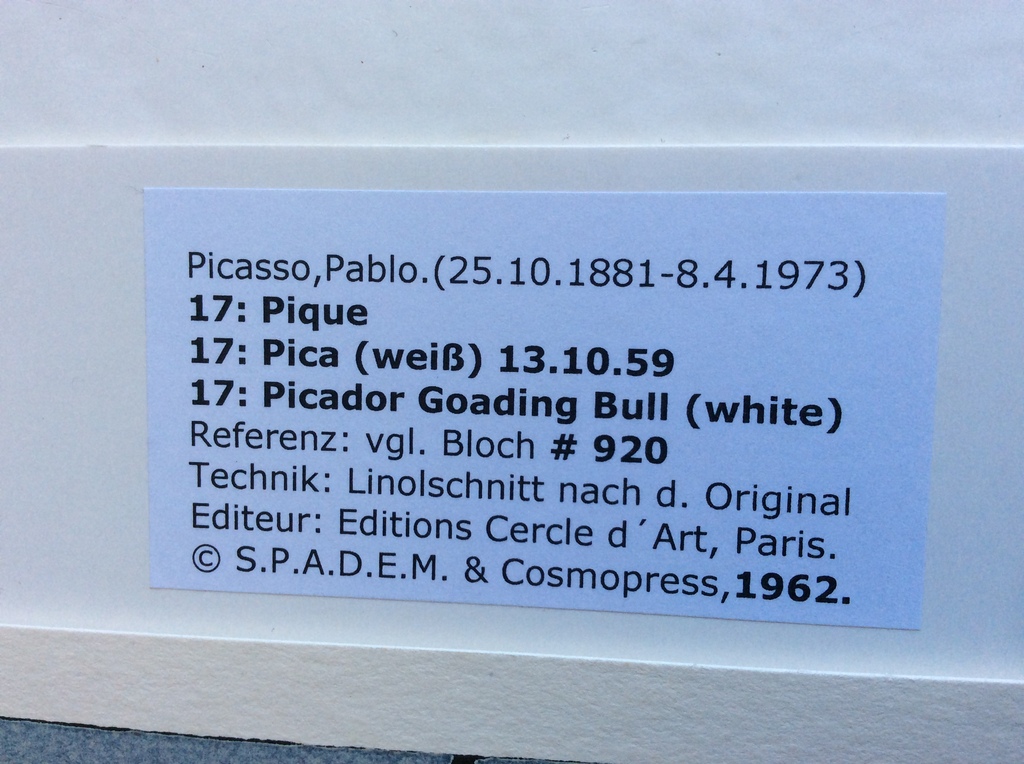 Picasso,Pablo.(25.10.1881-8.4.1973)
17: Pique
17: Pica (weiß) 13.10.59
17: Picador Goading Bull (white)
Referenz: vgl. Bloch # 920
Technik: Linolschnitt nach d. Original
Editeur: Editions Cercle d´Art, Paris.
© S.P.A.D.E.M. & Cosmopress,1962.